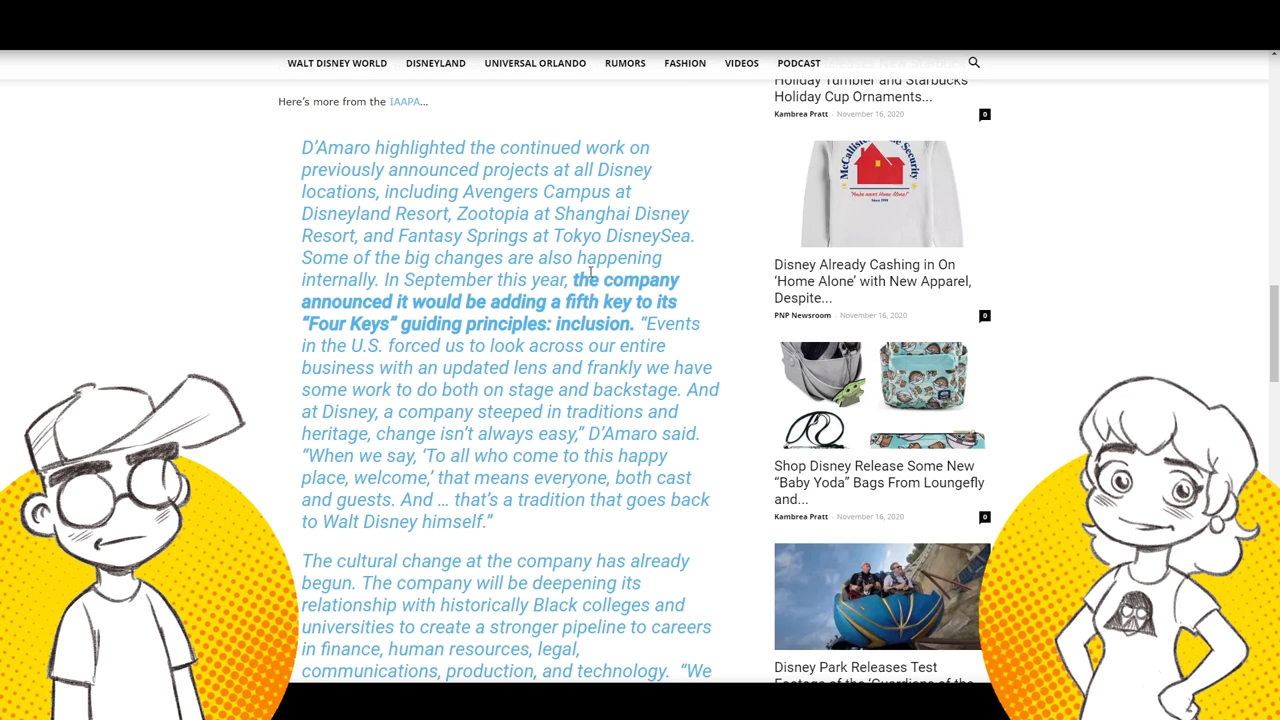 WALT DISNEY WORLD DISNEYLAND UNIVERSAL ORLANDO RUMORS FASHION VIDEOS PODCAST
Here's more from the IAAPA…
D'Amaro highlighted the continued work on
previously announced projects at all Disney
locations, including Avengers Campus at
Disneyland Resort, Zootopia at Shanghai Disney
Resort, and Fantasy Springs at Tokyo DisneySea.
Some of the big changes are also happening
internally. In September this year, the company
announced it would be adding a fifth key to its
“Four Keys” guiding principles: inclusion. “Events
in the U.S. forced us to look across our entire
business with an updated lens and frankly we have
some work to do both on stage and backstage. And
at Disney, a company steeped in traditions and
heritage, change isn't always easy,” D'Amaro said.
“When we say, ‘To all who come to this happy
place, welcome,’ that means everyone, both cast
and guests. And … that's a tradition that goes back
to Walt Disney himself.”
The cultural change at the company has already
begun. The company will be deepening its
relationship with historically Black colleges and
universities to create a stronger pipeline to careers
in finance, human resources, legal,
communications, production, and technology. “We
Holiday Tumbler and Starbucks
Holiday Cup Ornaments...
Kambrea Pratt - November 16, 2020 0
Disney Already Cashing in On
‘Home Alone’ with New Apparel,
Despite...
PNP Newsroom - November 16, 2020 0
Shop Disney Release Some New
“Baby Yoda” Bags From Loungefly
and...
Kambrea Pratt - November 16, 2020 0
Disney Park Releases Test
Footage of the ‘Guardians of the